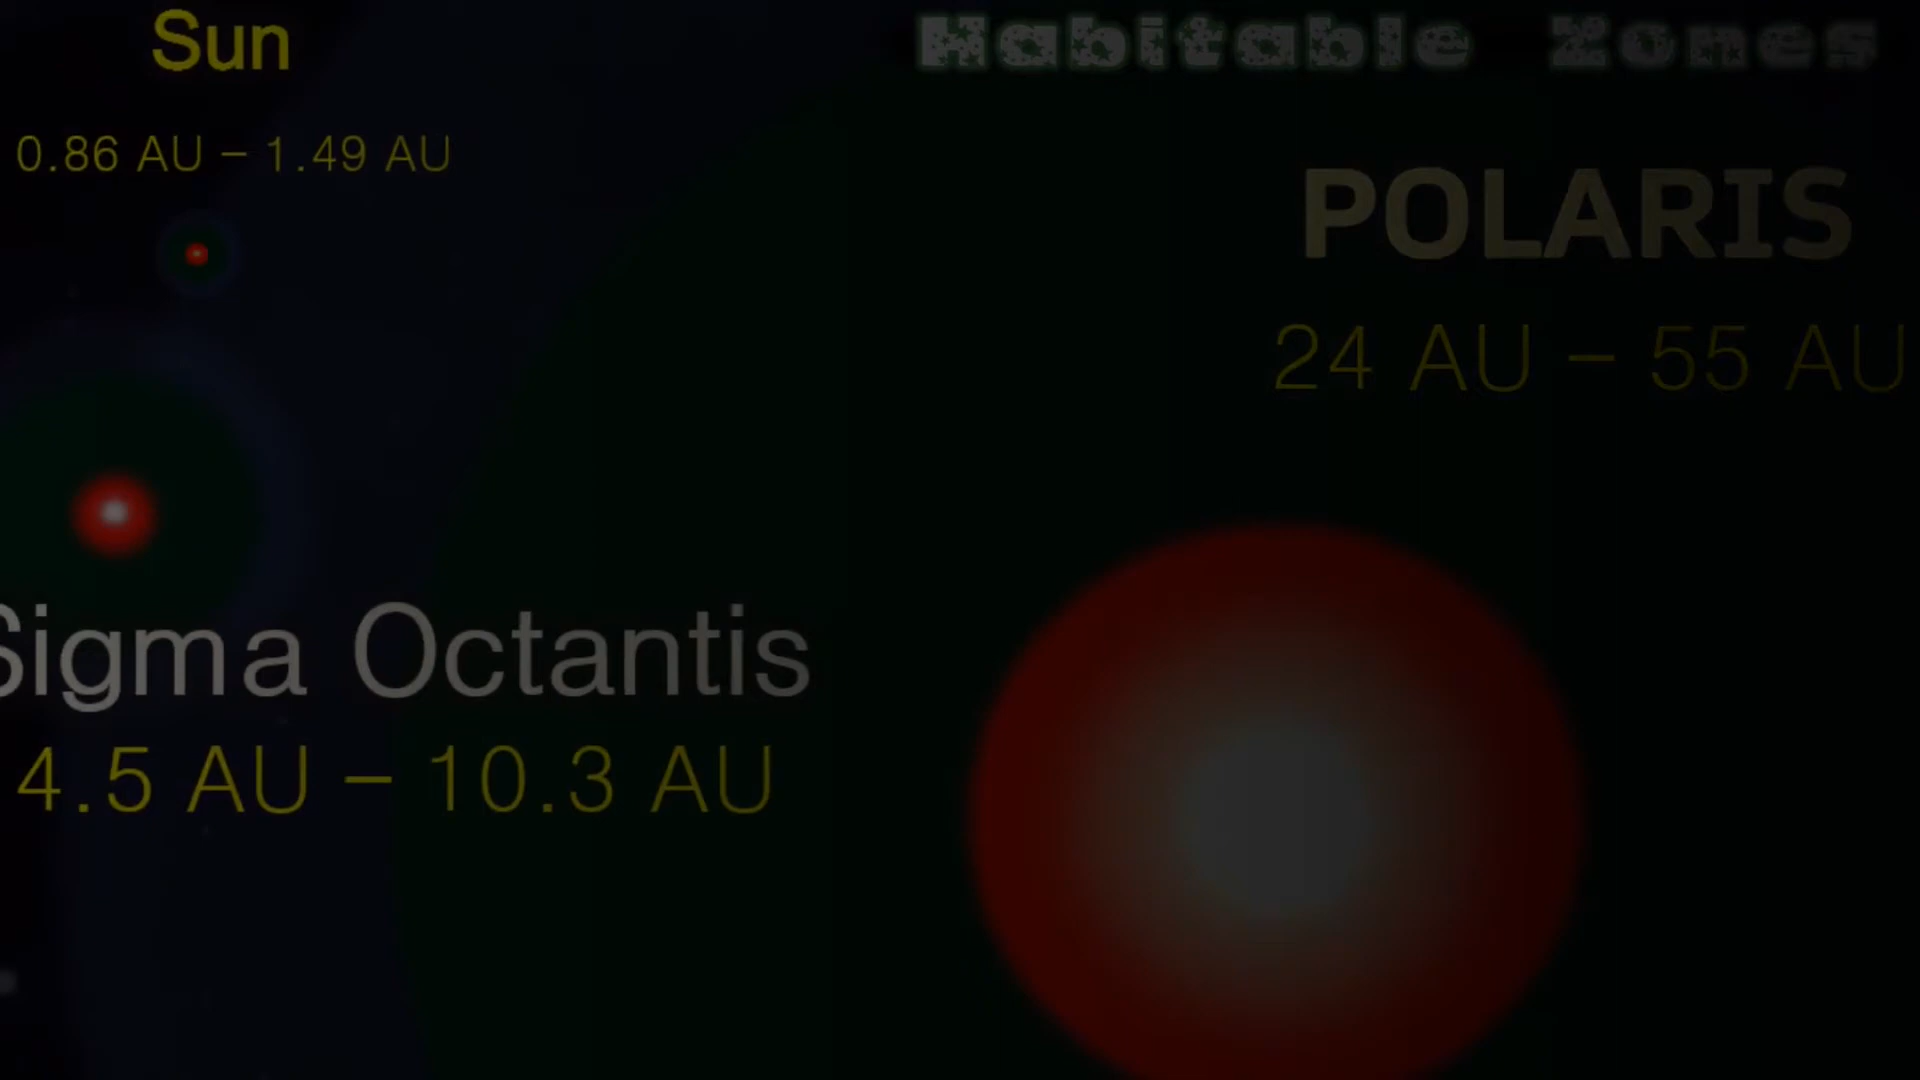 Sun
Habitable Zones
0.86 AU – 1.49 AU
POLARIS
24 AU – 55 AU
Sigma Octantis
4.5 AU – 10.3 AU